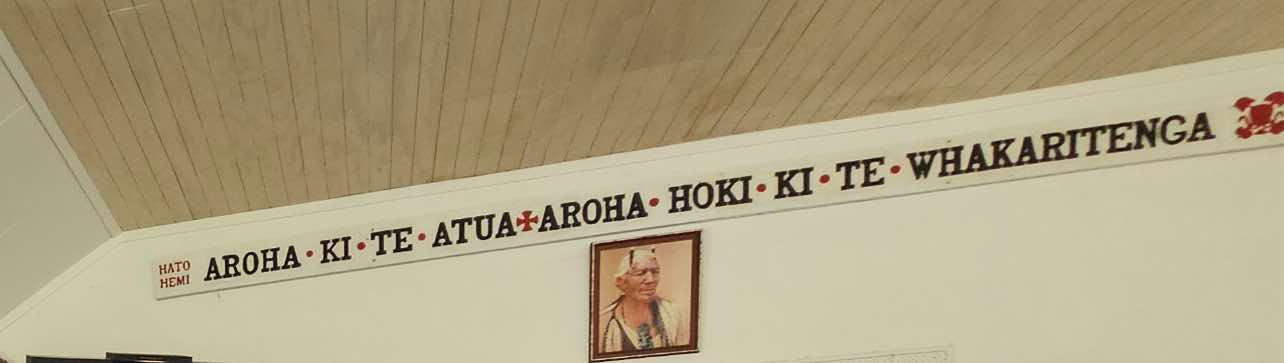 HATO
HEMI
AROHA · KI · TE · ATUA ✠ AROHA · HOKI · KI · TE · WHAKARITENGA